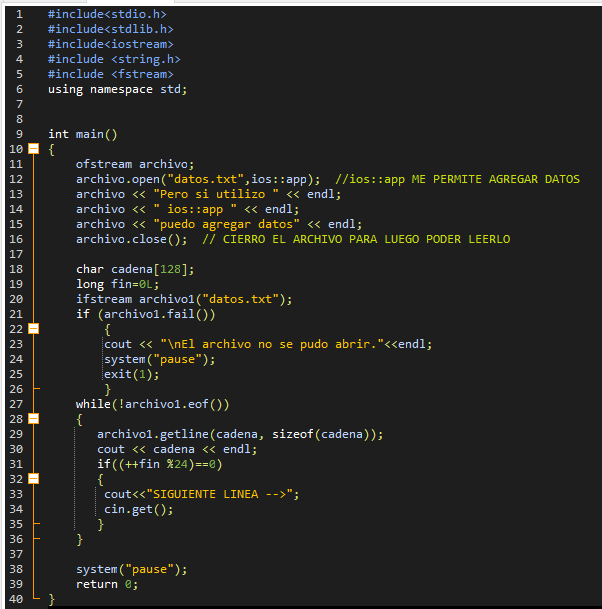 1 #include<stdio.h>
2 #include<stdlib.h>
3 #include<iostream>
4 #include <string.h>
5 #include <fstream>
6 using namespace std;
7
8
9 int main()
10 {
11 ofstream archivo;
12 archivo.open("datos.txt",ios::app); //ios::app ME PERMITE AGREGAR DATOS
13 archivo << "Pero si utilizo " << endl;
14 archivo << " ios::app " << endl;
15 archivo << "puedo agregar datos" << endl;
16 archivo.close(); // CIERRO EL ARCHIVO PARA LUEGO PODER LEERLO
17
18 char cadena[128];
19 long fin=0L;
20 ifstream archivo1("datos.txt");
21 if (archivo1.fail())
22 {
23 cout << "\nEl archivo no se pudo abrir."<<endl;
24 system("pause");
25 exit(1);
26 }
27 while(!archivo1.eof())
28 {
29 archivo1.getline(cadena, sizeof(cadena));
30 cout << cadena << endl;
31 if((++fin %24)==0)
32 {
33 cout<<"SIGUIENTE LINEA -->";
34 cin.get();
35 }
36 }
37
38 system("pause");
39 return 0;
40 }